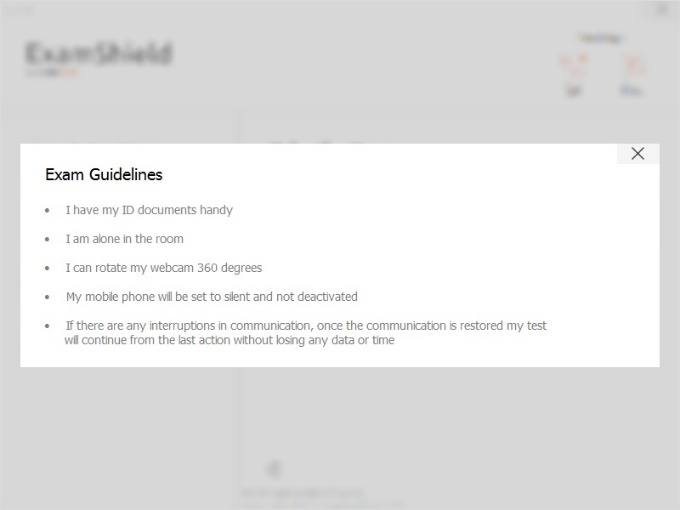 ExamShield
Exam Guidelines
• I have my ID documents handy
• I am alone in the room
• I can rotate my webcam 360 degrees
• My mobile phone will be set to silent and not deactivated
• If there are any interruptions in communication, once the communication is restored my test
will continue from the last action without losing any data or time